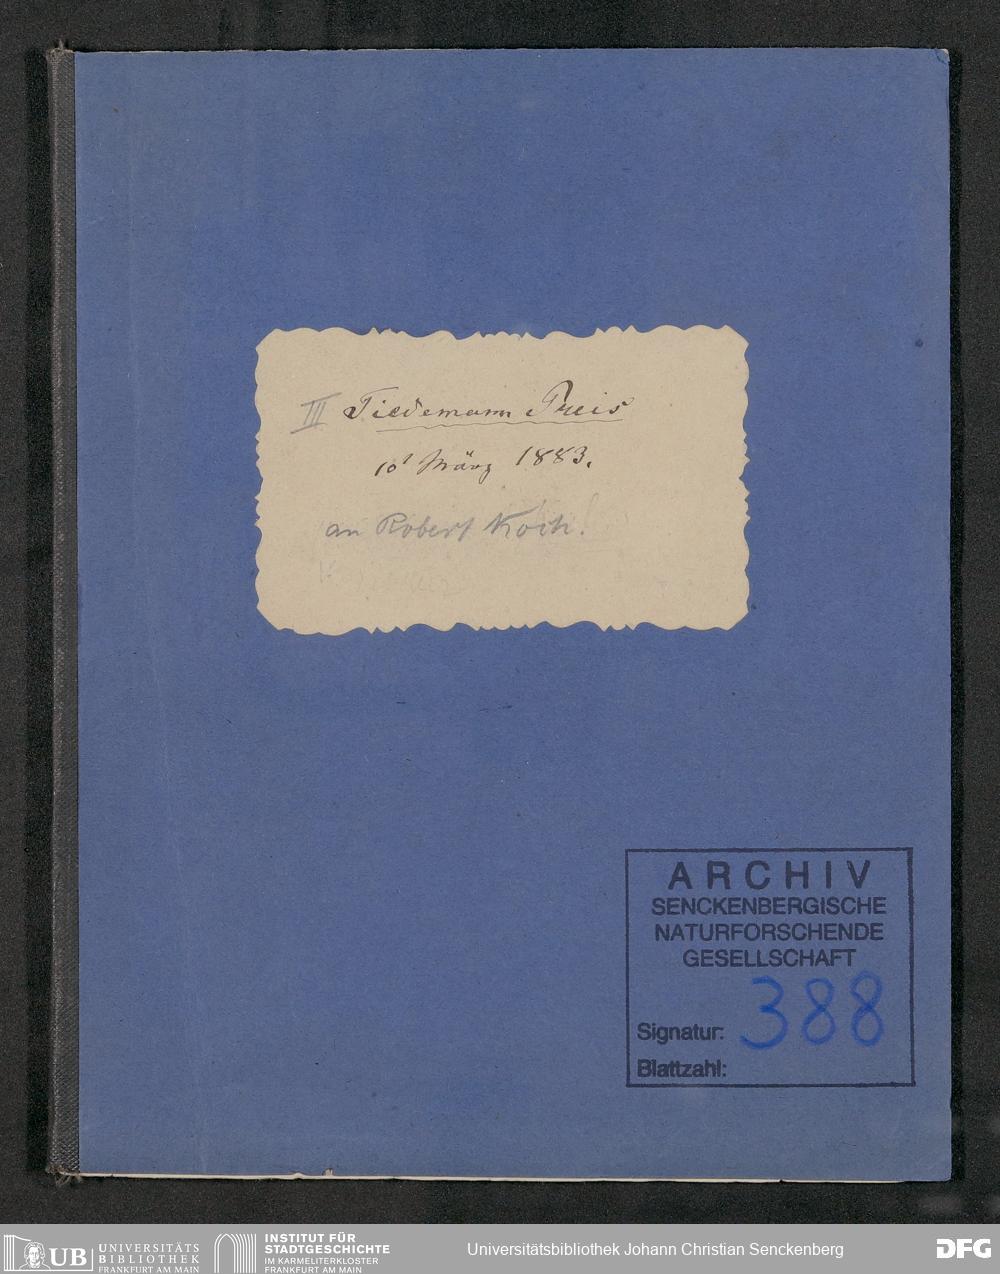 III Tiedemann Preis
10t März 1883.
an Robert Koch!
ARCHIV
SENCKENBERGISCHE
NATURFORSCHENDE
GESELLSCHAFT
Signatur: 388
Blattzahl:
UB UNIVERSITÄTS
BIBLIOTHEK
FRANKFURT AM MAIN
INSTITUT FÜR
STADTGESCHICHTE
IM KARMELITERKLOSTER
FRANKFURT AM MAIN
Universitätsbibliothek Johann Christian Senckenberg
DFG